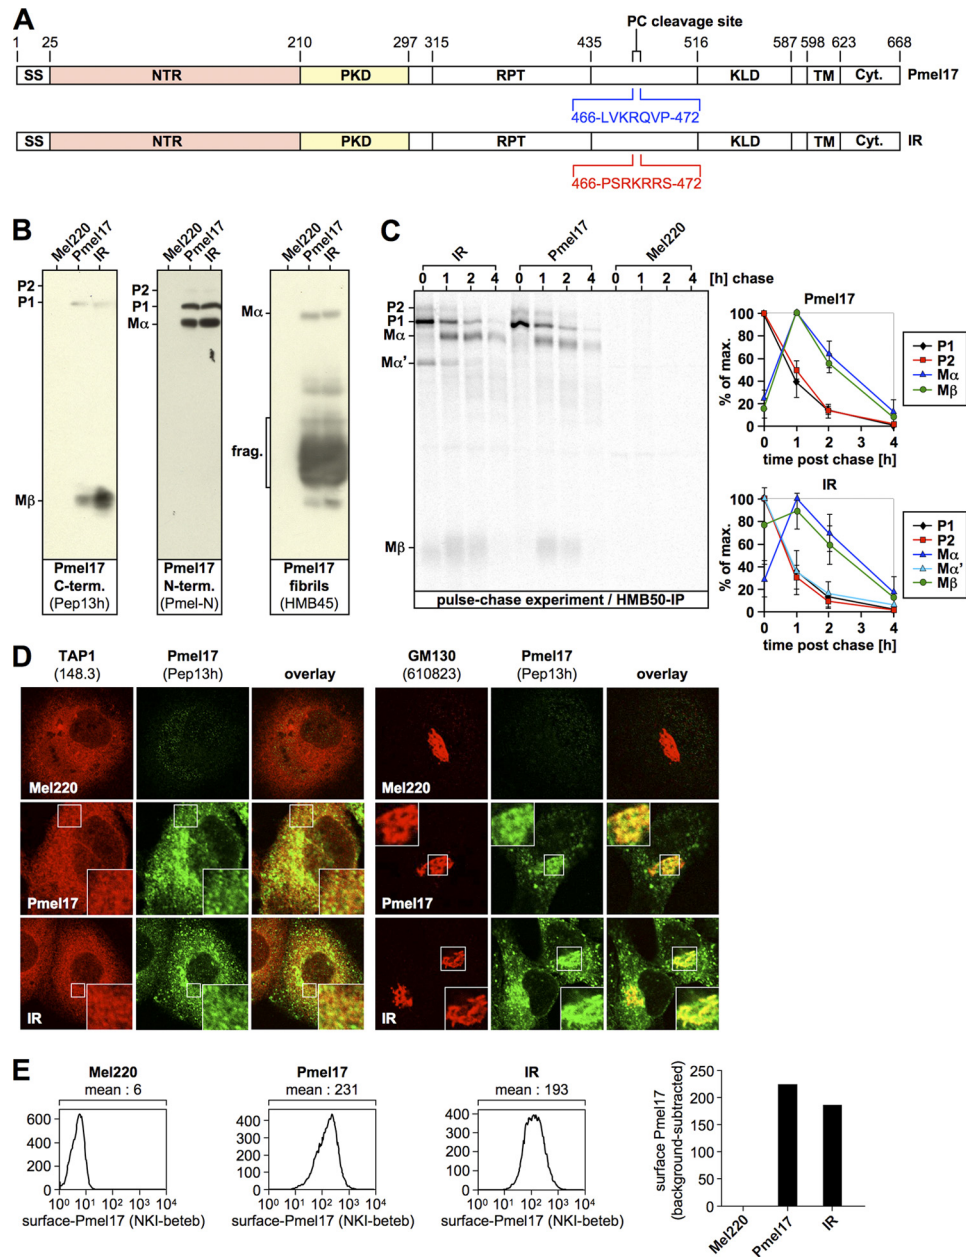 A
PC cleavage site
1 25 210 297 315 435 516 587 598 623 668
SS NTR PKD RPT KLD TM Cyt. Pmel17
466-LVKRQVP-472
SS NTR PKD RPT KLD TM Cyt. IR
466-PSRKRRS-472
B
Mel220 Pmel17 IR
P2
P1
Mβ
Pmel17
C-term.
(Pep13h)
Mel220 Pmel17 IR
P2
P1
Mα
Pmel17
N-term.
(Pmel-N)
Mel220 Pmel17 IR
Mα
frag.
Pmel17
fibrils
(HMB45)
C
IR Pmel17 Mel220
0 1 2 4 0 1 2 4 0 1 2 4 [h] chase
P2
P1
Mα
Mα'
Mβ
pulse-chase experiment / HMB50-IP
Pmel17
% of max.
100
80
60
40
20
0 1 2 3 4
time post chase [h]
P1
P2
Mα
Mβ
IR
% of max.
100
80
60
40
20
0 1 2 3 4
time post chase [h]
P1
P2
Mα
Mα'
Mβ
D
TAP1 Pmel17 overlay GM130 Pmel17 overlay
(148.3) (Pep13h) (610823) (Pep13h)
Mel220 Mel220
Pmel17 Pmel17
IR IR
E
Mel220
mean : 6
600
400
200
0
10⁰ 10¹ 10² 10³ 10⁴
surface-Pmel17 (NKI-beteb)
Pmel17
mean : 231
400
300
200
100
0
10⁰ 10¹ 10² 10³ 10⁴
surface-Pmel17 (NKI-beteb)
IR
mean : 193
400
300
200
100
0
10⁰ 10¹ 10² 10³ 10⁴
surface-Pmel17 (NKI-beteb)
surface Pmel17
(background-subtracted)
250
200
150
100
50
0
Mel220 Pmel17 IR